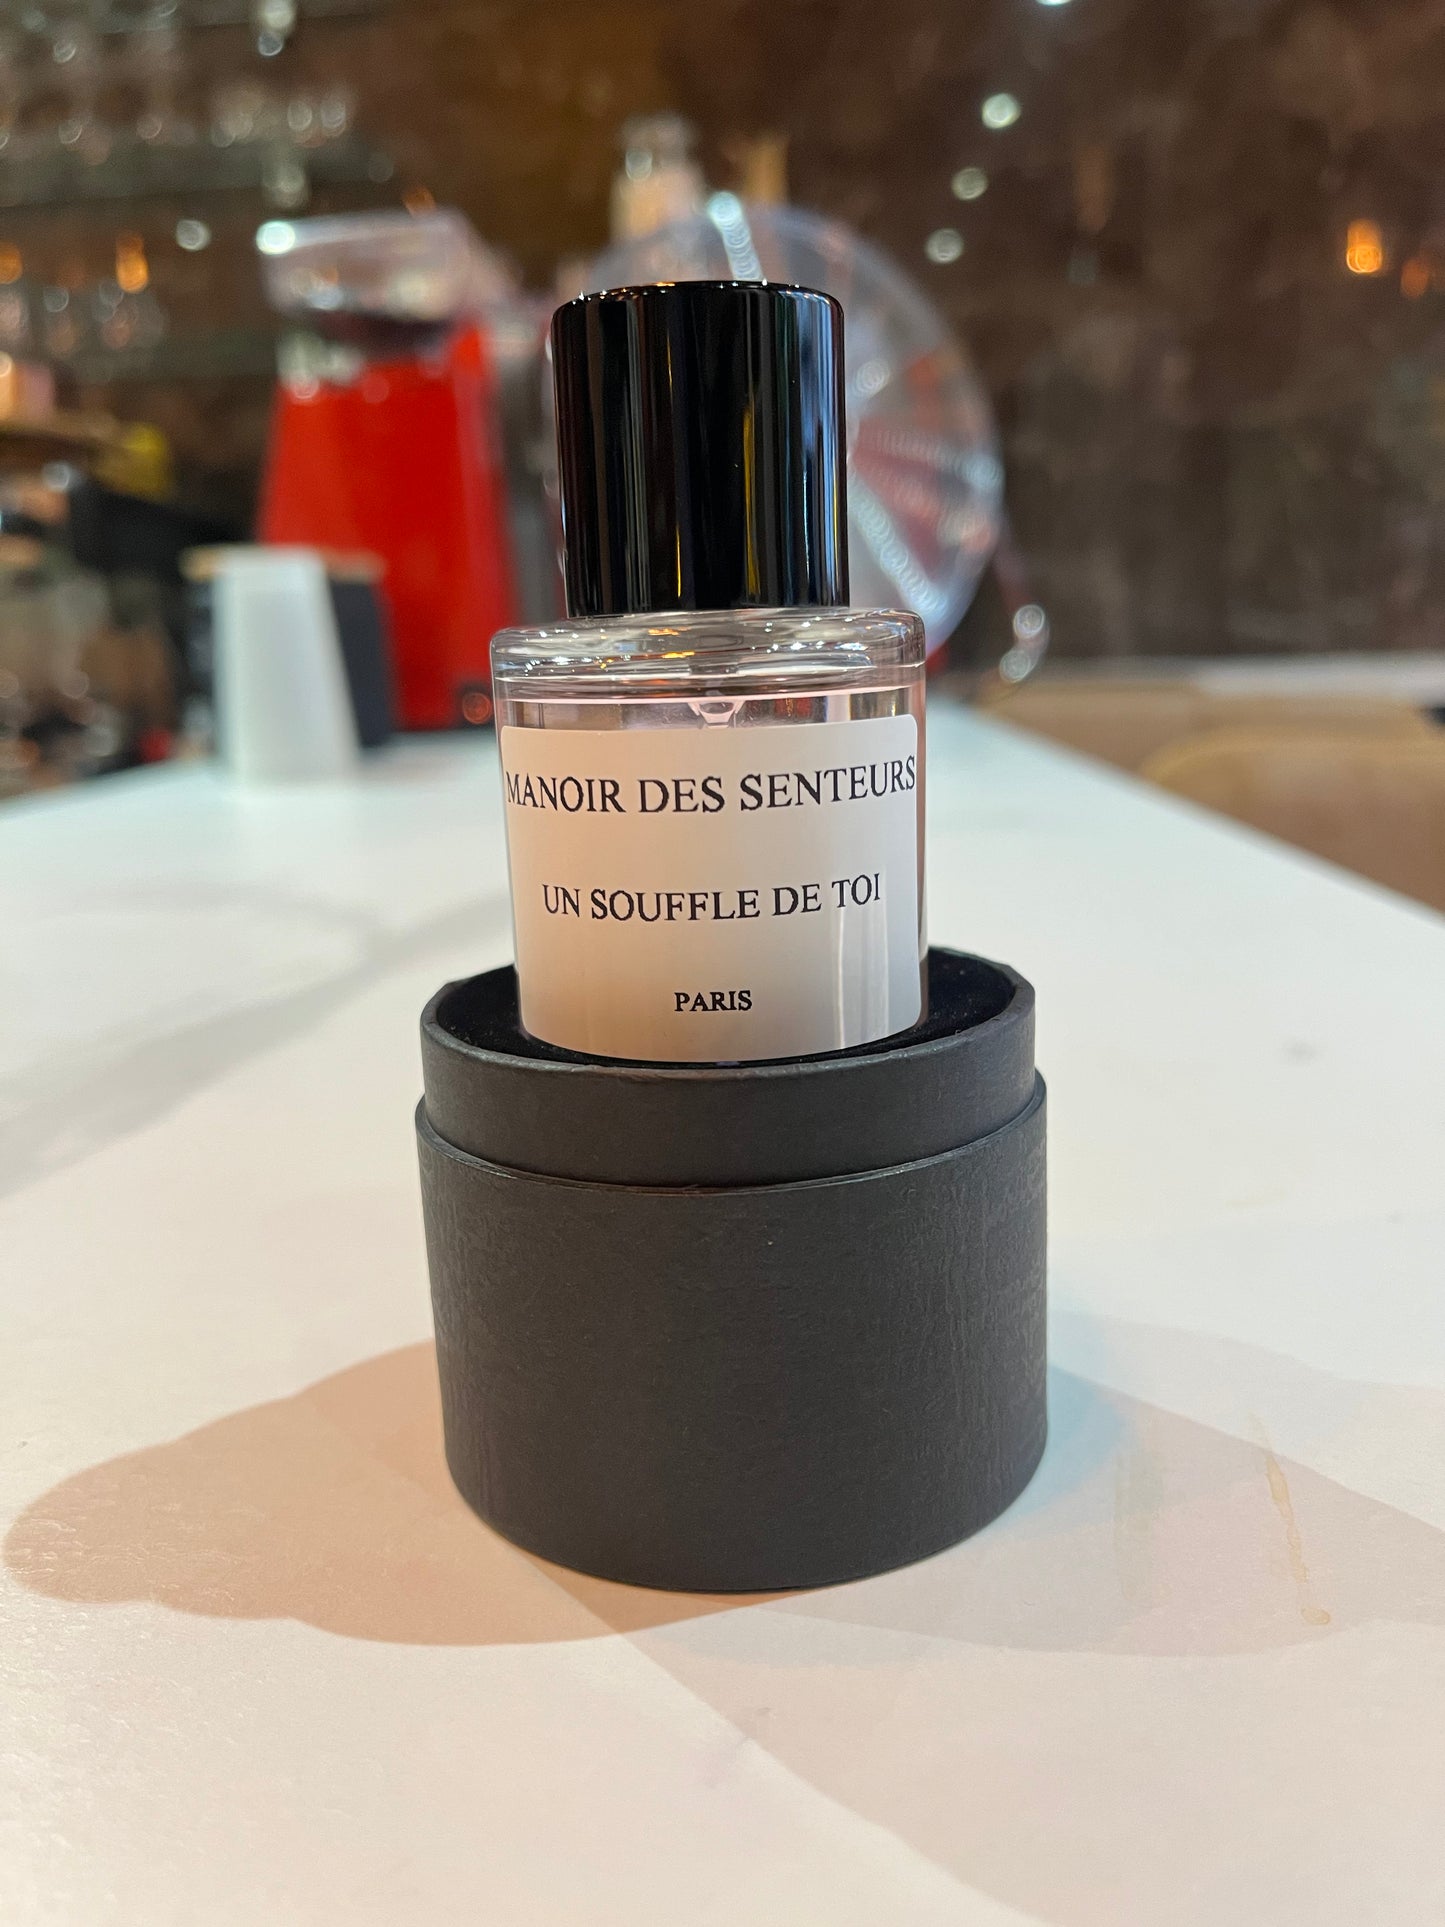 MANOIR DES SENTEURS
UN SOUFFLE DE TOI
PARIS